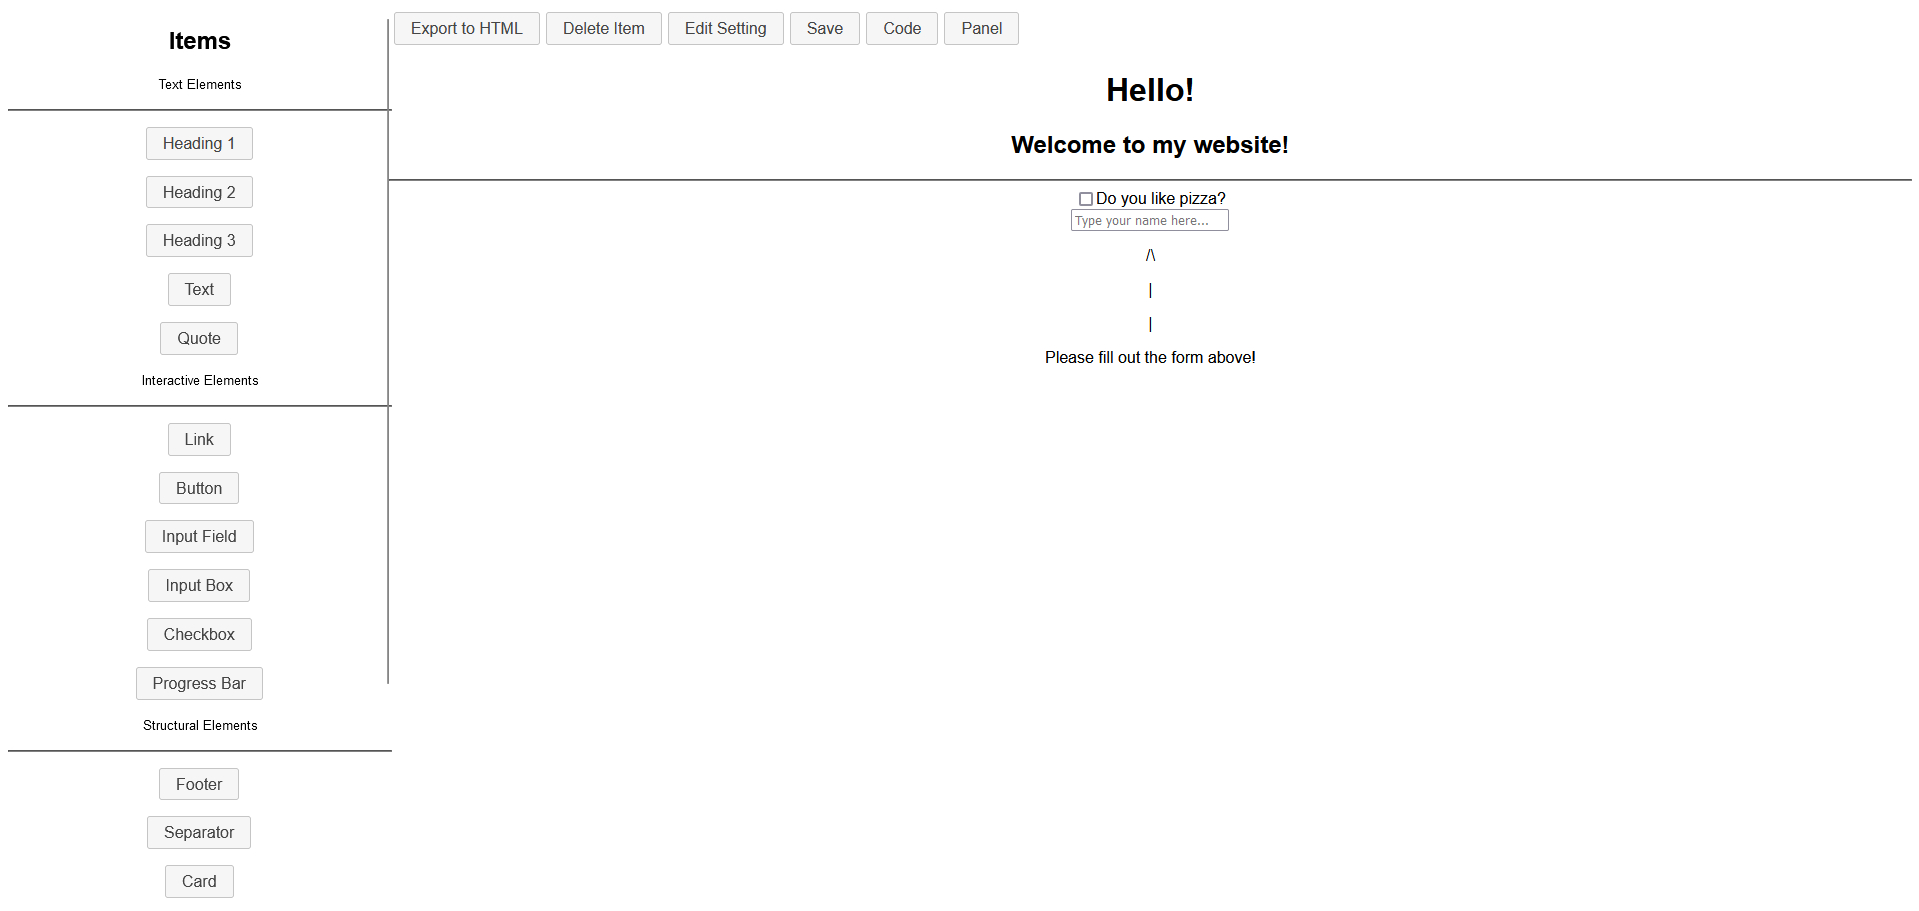 Items
Text Elements
Heading 1
Heading 2
Heading 3
Text
Quote
Interactive Elements
Link
Button
Input Field
Input Box
Checkbox
Progress Bar
Structural Elements
Footer
Separator
Card
Export to HTML
Delete Item
Edit Setting
Save
Code
Panel
Hello!
Welcome to my website!
Do you like pizza?
Type your name here...
/\
|
|
Please fill out the form above!